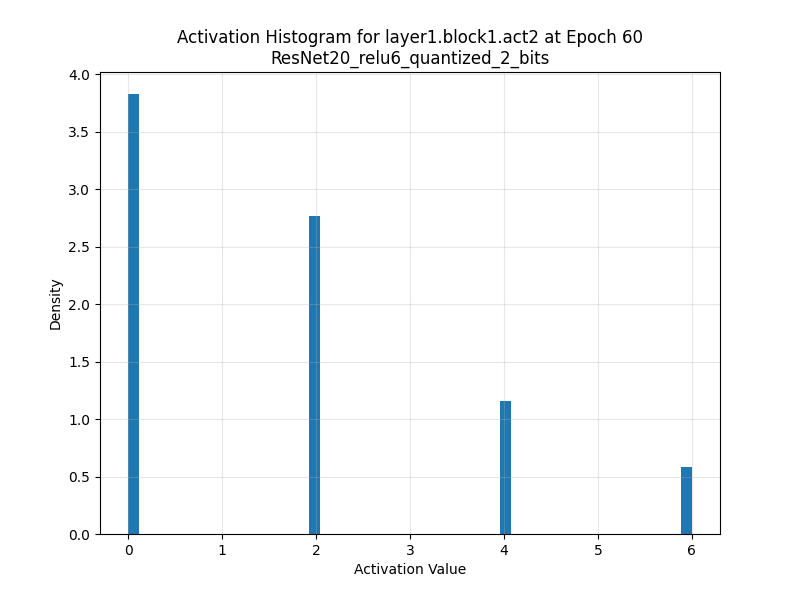 Activation Histogram for layer1.block1.act2 at Epoch 60
ResNet20_relu6_quantized_2_bits
4.0
3.5
3.0
2.5
2.0
1.5
1.0
0.5
0.0
Density
0 1 2 3 4 5 6
Activation Value